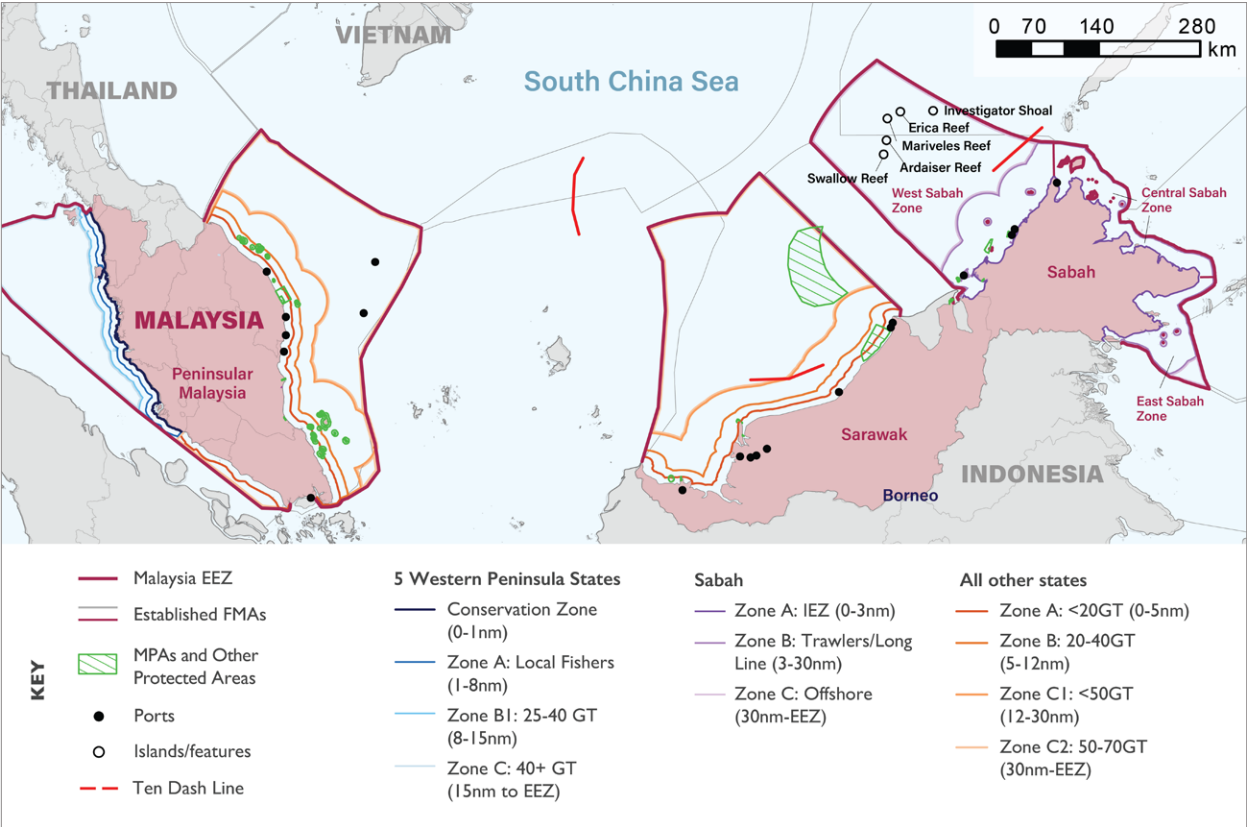 VIETNAM
THAILAND
South China Sea
0 70 140 280
km
Investigator Shoal
Erica Reef
Mariveles Reef
Ardaiser Reef
Swallow Reef
West Sabah
Zone
Central Sabah
Zone
Sabah
MALAYSIA
Peninsular
Malaysia
East Sabah
Zone
Sarawak
INDONESIA
Borneo
KEY
Malaysia EEZ
Established FMAs
MPAs and Other
Protected Areas
Ports
Islands/features
Ten Dash Line
5 Western Peninsula States
Conservation Zone
(0-1nm)
Zone A: Local Fishers
(1-8nm)
Zone B1: 25-40 GT
(8-15nm)
Zone C: 40+ GT
(15nm to EEZ)
Sabah
Zone A: IEZ (0-3nm)
Zone B: Trawlers/Long
Line (3-30nm)
Zone C: Offshore
(30nm-EEZ)
All other states
Zone A: <20GT (0-5nm)
Zone B: 20-40GT
(5-12nm)
Zone C1: <50GT
(12-30nm)
Zone C2: 50-70GT
(30nm-EEZ)